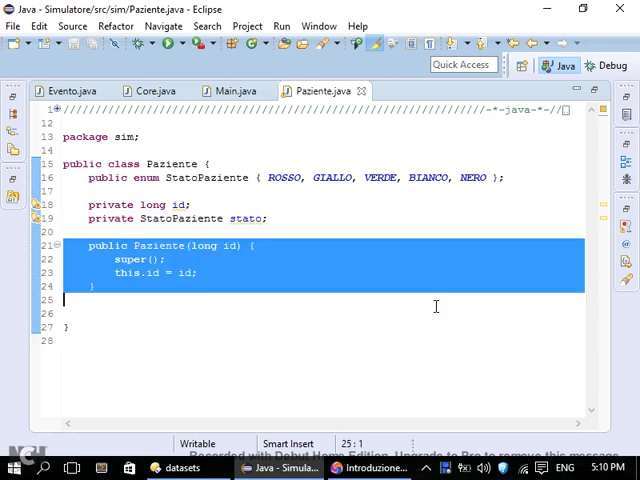 Java - Simulatore/src/sim/Paziente.java - Eclipse
File Edit Source Refactor Navigate Search Project Run Window Help
Quick Access
Java
Debug
Evento.java
Core.java
Main.java
Paziente.java
1 //////////////////////////////////////////////////////////////////-*-java-*-//
12
13 package sim;
14
15 public class Paziente {
16 public enum StatoPaziente { ROSSO, GIALLO, VERDE, BIANCO, NERO };
17
18 private long id;
19 private StatoPaziente stato;
20
21 public Paziente(long id) {
22 super();
23 this.id = id;
24 }
25
26
27 }
28
Writable Smart Insert 25 : 1
NCH
Recorded with Debut Home Edition. Upgrade to Pro to remove this message
datasets
Java - Simula...
Introduzione...
ENG
5:10 PM